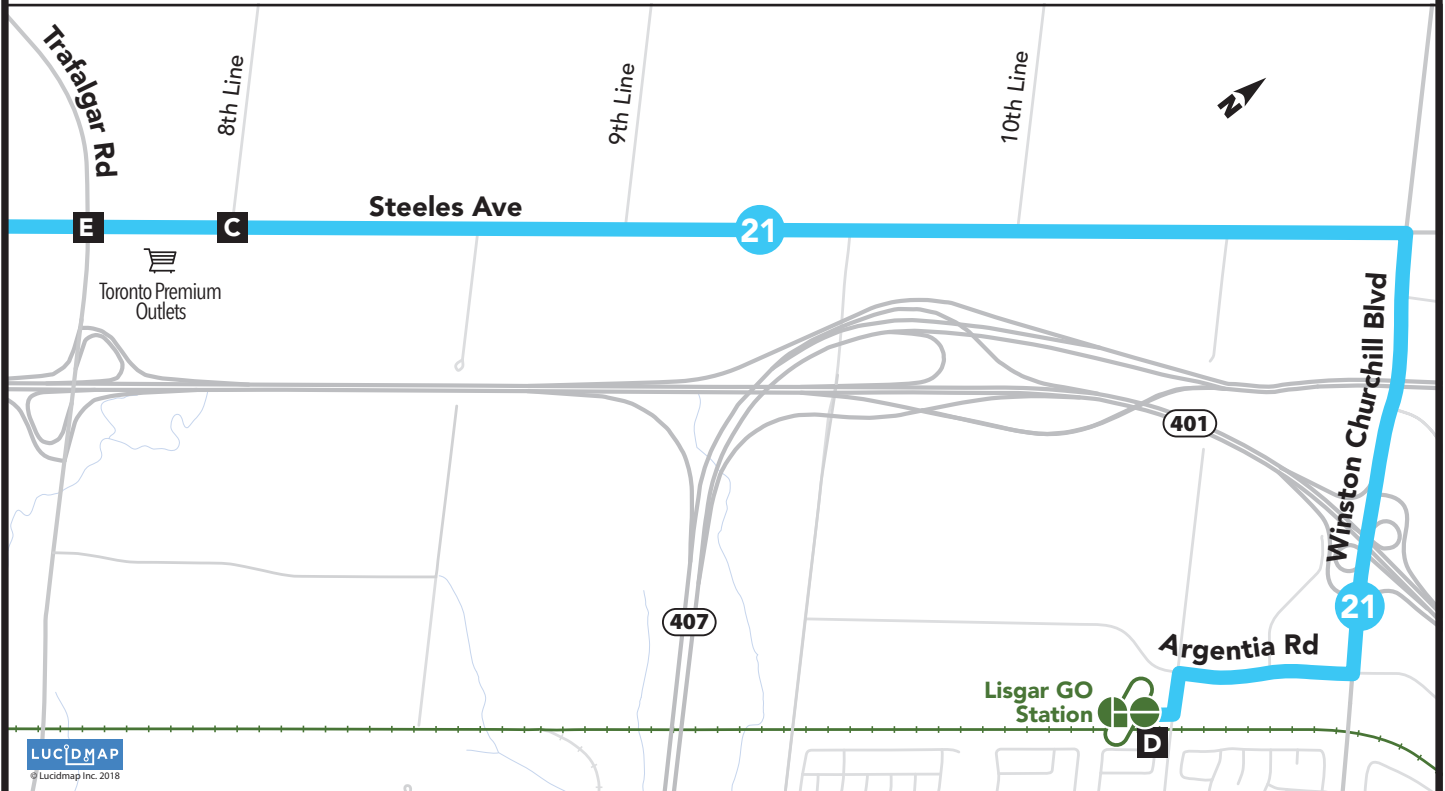 Trafalgar Rd
8th Line
9th Line
10th Line
N
Steeles Ave
E
C
21
Toronto Premium
Outlets
Winston Churchill Blvd
401
407
21
Argentia Rd
Lisgar GO
Station
D
LUCIDMAP
© Lucidmap Inc. 2018